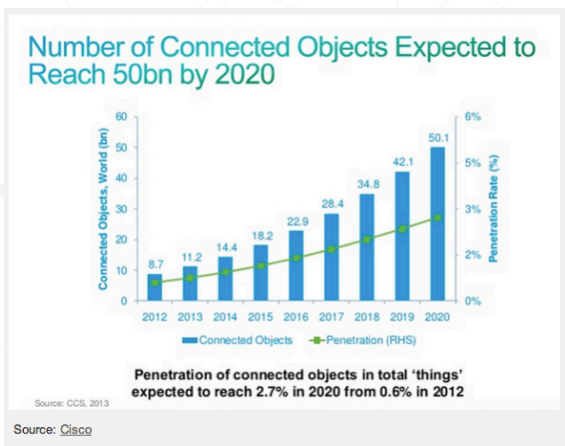 Number of Connected Objects Expected to
Reach 50bn by 2020
Connected Objects, World (bn)
60
50
40
30
20
10
0
8.7
11.2
14.4
18.2
22.9
28.4
34.8
42.1
50.1
6%
5%
3%
2%
0%
Penetration Rate (%)
2012 2013 2014 2015 2016 2017 2018 2019 2020
Connected Objects Penetration (RHS)
Penetration of connected objects in total ‘things’
expected to reach 2.7% in 2020 from 0.6% in 2012
Source: CCS, 2013
Source: Cisco